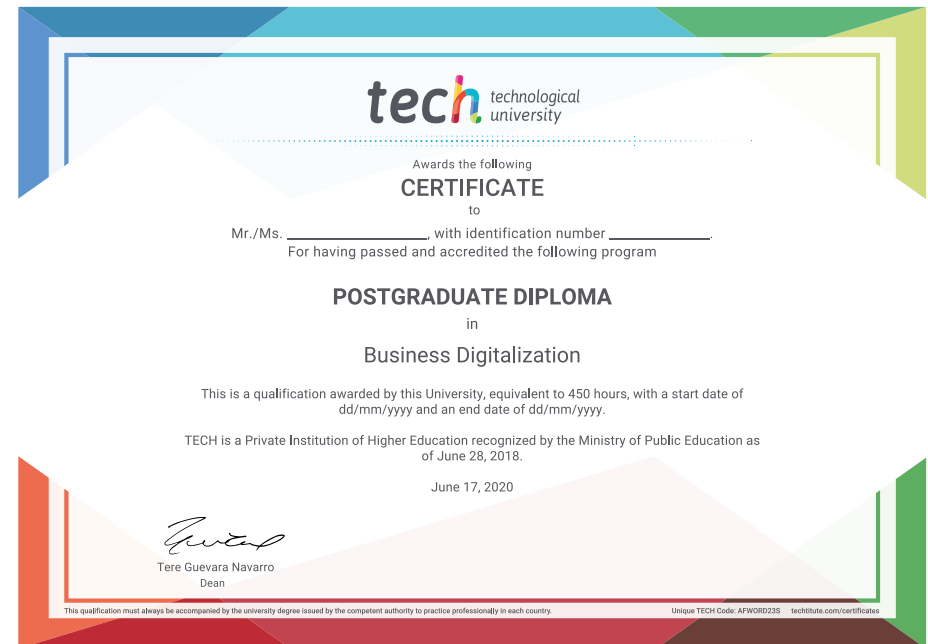 tech technological
university
Awards the following
CERTIFICATE
to
Mr./Ms. ____________________, with identification number ______________.
For having passed and accredited the following program
POSTGRADUATE DIPLOMA
in
Business Digitalization
This is a qualification awarded by this University, equivalent to 450 hours, with a start date of
dd/mm/yyyy and an end date of dd/mm/yyyy.
TECH is a Private Institution of Higher Education recognized by the Ministry of Public Education as
of June 28, 2018.
June 17, 2020
Tere Guevara Navarro
Dean
This qualification must always be accompanied by the university degree issued by the competent authority to practice professionally in each country.
Unique TECH Code: AFWORD23S techtitute.com/certificates